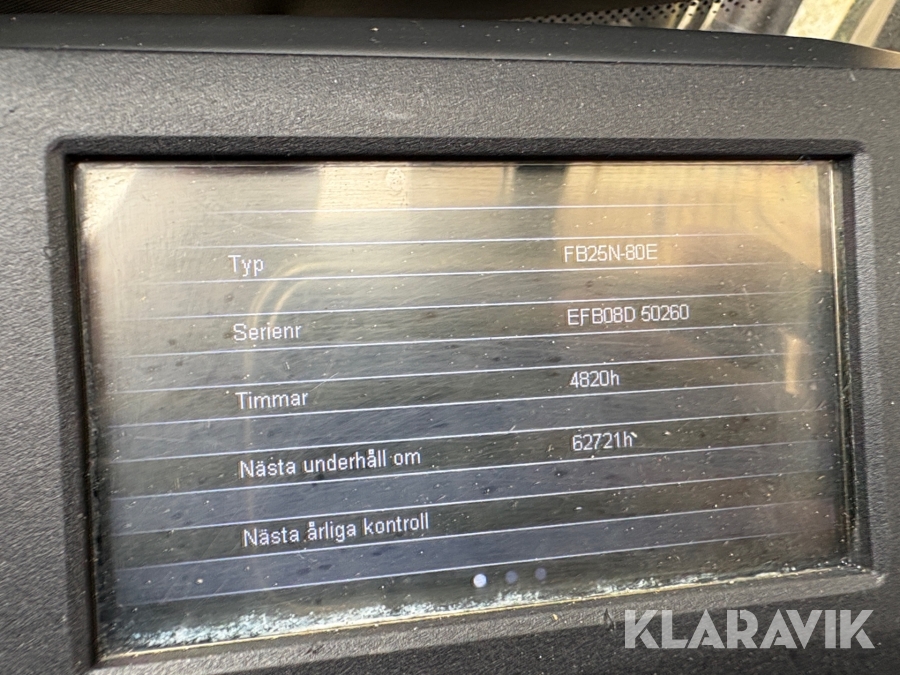 Typ FB25N-80E
Serienr EFB08D 50260
Timmar 4820h
Nästa underhåll om 62721h
Nästa årliga kontroll
KLARAVIK